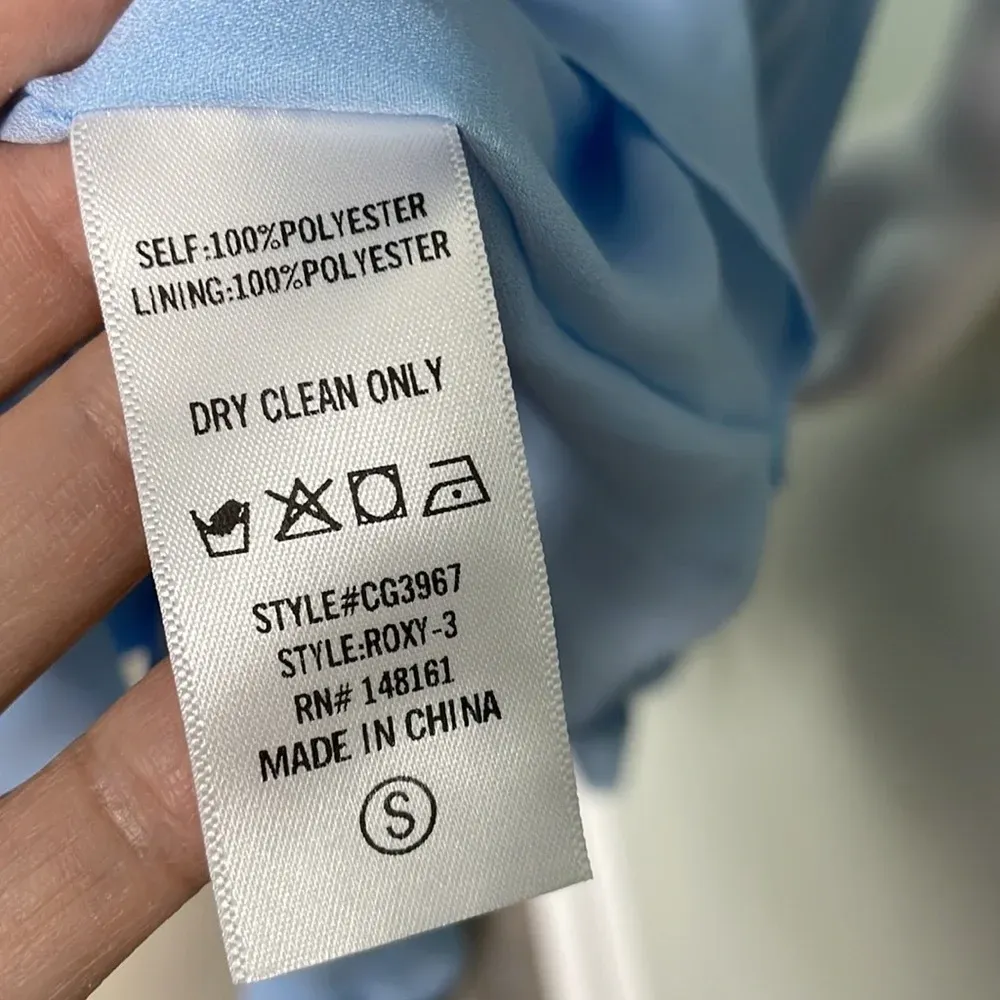 SELF:100%POLYESTER
LINING:100%POLYESTER
DRY CLEAN ONLY
STYLE#CG3967
STYLE:ROXY-3
RN# 148161
MADE IN CHINA
S